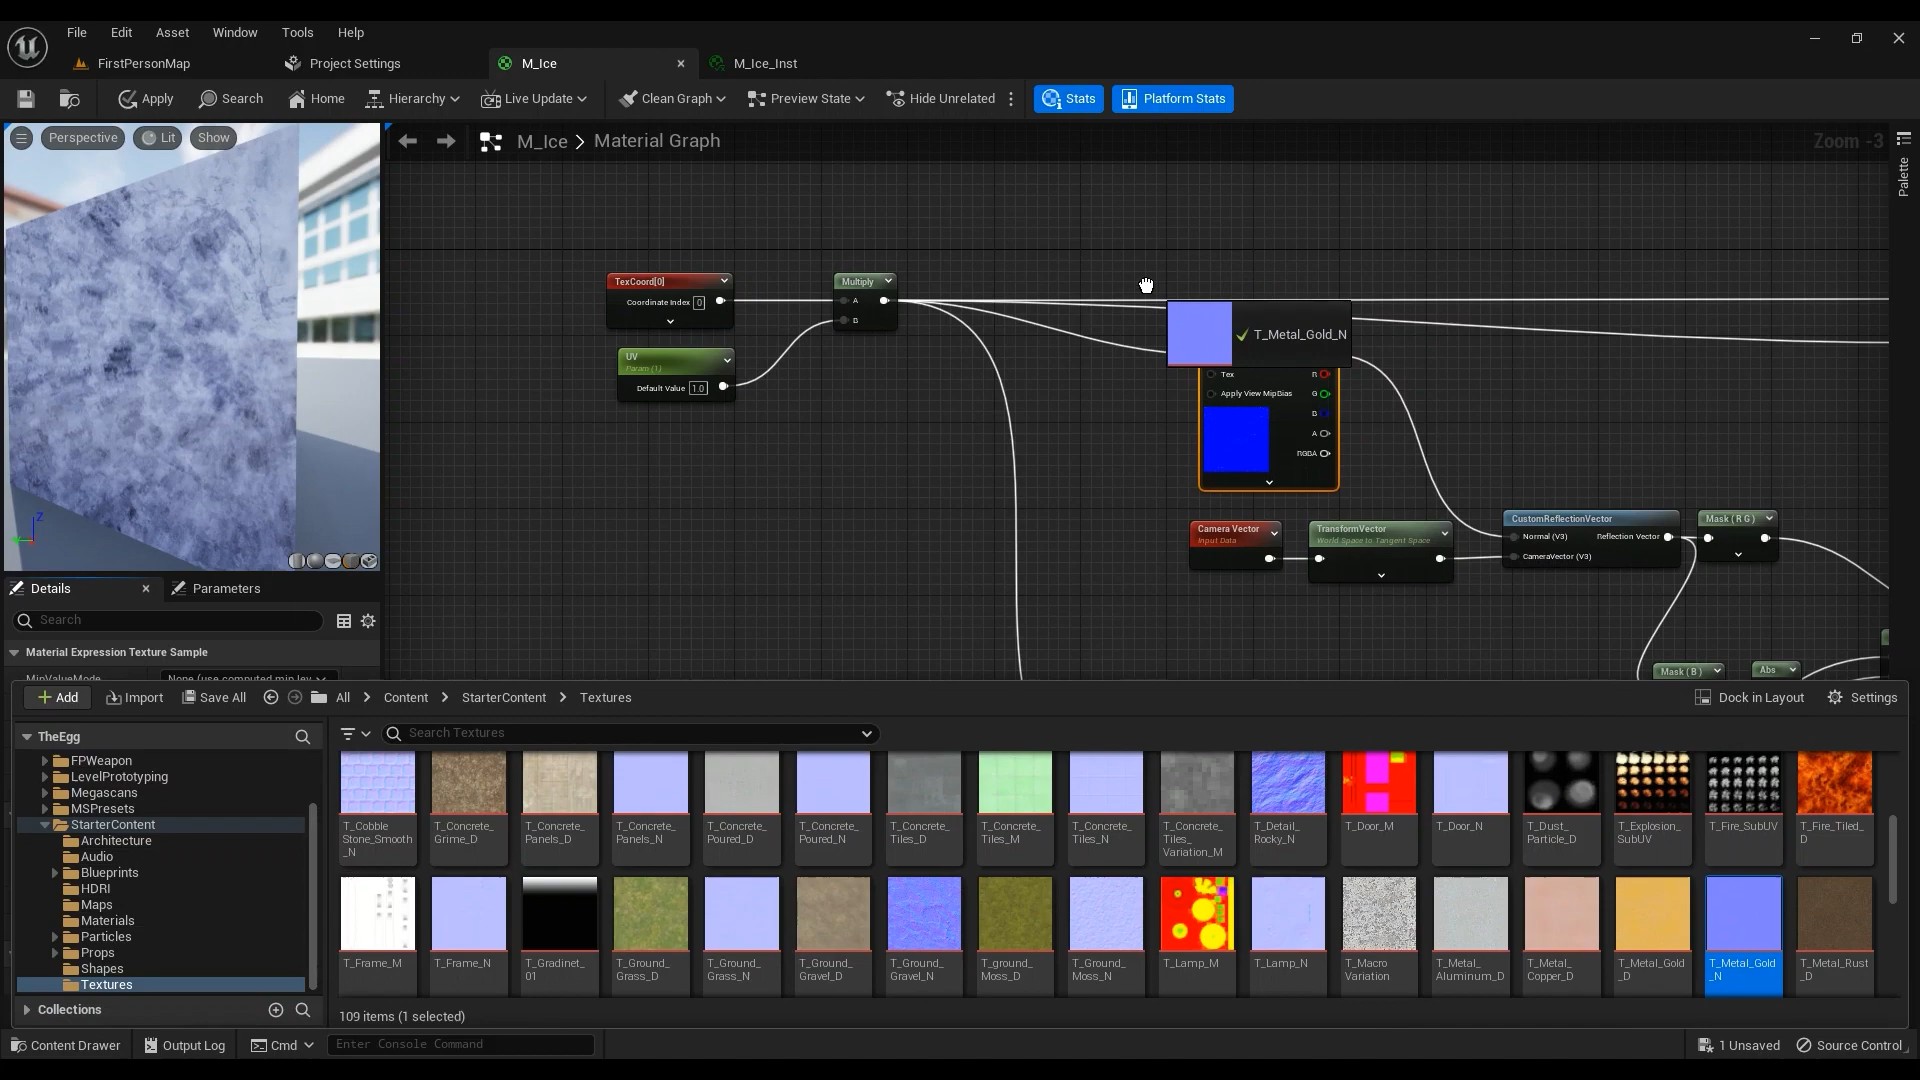 File Edit Asset Window Tools Help
FirstPersonMap Project Settings M_Ice M_Ice_Inst
Apply Search Home Hierarchy Live Update Clean Graph Preview State Hide Unrelated Stats Platform Stats
Perspective Lit Show
M_Ice > Material Graph
Zoom -3
Palette
TexCoord[0]
Coordinate Index 0
Multiply
A
B
UV
Param (1)
Default Value 1.0
T_Metal_Gold_N
Tex R
Apply View MipBias G
B
A
RGBA
Camera Vector
Input Data
TransformVector
World Space to Tangent Space
CustomReflectionVector
Normal (V3) Reflection Vector
CameraVector (V3)
Mask ( R G )
Mask ( B )
Abs
Z
Details Parameters
Search
Material Expression Texture Sample
MipValueMode None (use computed mip lev
Add Import Save All All > Content > StarterContent > Textures Dock in Layout Settings
TheEgg
FPWeapon
LevelPrototyping
Megascans
MSPresets
StarterContent
Architecture
Audio
Blueprints
HDRI
Maps
Materials
Particles
Props
Shapes
Textures
Collections
Search Textures
T_Cobble
Stone_Smooth
_N
T_Concrete_
Grime_D
T_Concrete_
Panels_D
T_Concrete_
Panels_N
T_Concrete_
Poured_D
T_Concrete_
Poured_N
T_Concrete_
Tiles_D
T_Concrete_
Tiles_M
T_Concrete_
Tiles_N
T_Concrete_
Tiles_
Variation_M
T_Detail_
Rocky_N
T_Door_M
T_Door_N
T_Dust_
Particle_D
T_Explosion_
SubUV
T_Fire_SubUV
T_Fire_Tiled_
D
T_Frame_M
T_Frame_N
T_Gradinet_
01
T_Ground_
Grass_D
T_Ground_
Grass_N
T_Ground_
Gravel_D
T_Ground_
Gravel_N
T_ground_
Moss_D
T_Ground_
Moss_N
T_Lamp_M
T_Lamp_N
T_Macro
Variation
T_Metal_
Aluminum_D
T_Metal_
Copper_D
T_Metal_Gold
_D
T_Metal_Gold
_N
T_Metal_Rust
_D
109 items (1 selected)
Content Drawer Output Log Cmd Enter Console Command 1 Unsaved Source Control